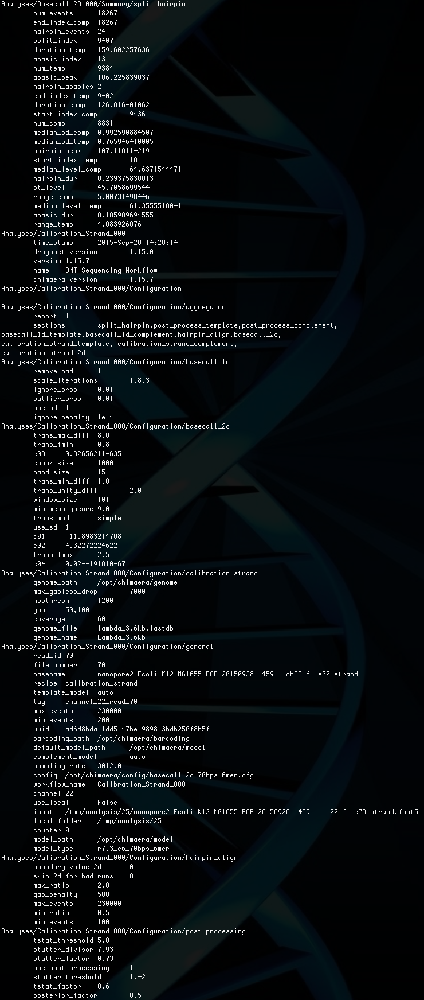 Analyses/Basecall_2D_000/Summary/split_hairpin
num_events 18267
end_index_comp 18267
hairpin_events 24
split_index 9407
duration_temp 159.602257636
abasic_index 13
num_temp 9384
abasic_peak 106.225839037
hairpin_abasics 2
end_index_temp 9402
duration_comp 126.816401062
start_index_comp 9436
num_comp 8831
median_sd_comp 0.992590884507
median_sd_temp 0.765946410005
hairpin_peak 107.118114219
start_index_temp 18
median_level_comp 64.6371544471
hairpin_dur 0.239375830013
pt_level 45.7058699544
range_comp 5.00731498446
median_level_temp 61.3555518041
abasic_dur 0.105909694555
range_temp 4.083926076
Analyses/Calibration_Strand_000
time_stamp 2015-Sep-28 14:28:14
dragonet version 1.15.0
version 1.15.7
name ONT Sequencing Workflow
chimaera version 1.15.7
Analyses/Calibration_Strand_000/Configuration
Analyses/Calibration_Strand_000/Configuration/aggregator
report 1
sections split_hairpin,post_process_template,post_process_complement,
basecall_1d_template,basecall_1d_complement,hairpin_align,basecall_2d,
calibration_strand_template, calibration_strand_complement,
calibration_strand_2d
Analyses/Calibration_Strand_000/Configuration/basecall_1d
remove_bad 1
scale_iterations 1,8,3
ignore_prob 0.01
outlier_prob 0.01
use_sd 1
ignore_penalty 1e-4
Analyses/Calibration_Strand_000/Configuration/basecall_2d
trans_max_diff 8.0
trans_fmin 0.8
c03 0.326562114635
chunk_size 1000
band_size 15
trans_min_diff 1.0
trans_unity_diff 2.0
window_size 101
min_mean_qscore 9.0
trans_mod simple
use_sd 1
c01 -11.8983214708
c02 4.32272224622
trans_fmax 2.5
c04 0.0244191810467
Analyses/Calibration_Strand_000/Configuration/calibration_strand
genome_path /opt/chimaera/genome
max_gapless_drop 7000
hspthresh 1200
gap 50,100
coverage 60
genome_file lambda_3.6kb.lastdb
genome_name Lambda_3.6kb
Analyses/Calibration_Strand_000/Configuration/general
read_id 70
file_number 70
basename nanopore2_Ecoli_K12_MG1655_PCR_20150928_1459_1_ch22_file70_strand
recipe calibration_strand
template_model auto
tag channel_22_read_70
max_events 230000
min_events 200
uuid ad6d8bda-1dd5-47be-9898-3bdb250f8b5f
barcoding_path /opt/chimaera/barcoding
default_model_path /opt/chimaera/model
complement_model auto
sampling_rate 3012.0
config /opt/chimaera/config/basecall_2d_70bps_6mer.cfg
workflow_name Calibration_Strand_000
channel 22
use_local False
input /tmp/analysis/25/nanopore2_Ecoli_K12_MG1655_PCR_20150928_1459_1_ch22_file70_strand.fast5
local_folder /tmp/analysis/25
counter 0
model_path /opt/chimaera/model
model_type r7.3_e6_70bps_6mer
Analyses/Calibration_Strand_000/Configuration/hairpin_align
boundary_value_2d 0
skip_2d_for_bad_runs 0
max_ratio 2.0
gap_penalty 500
max_events 230000
min_ratio 0.5
min_events 100
Analyses/Calibration_Strand_000/Configuration/post_processing
tstat_threshold 5.0
stutter_divisor 7.93
stutter_factor 0.73
use_post_processing 1
stutter_threshold 1.42
tstat_factor 0.6
posterior_factor 0.5